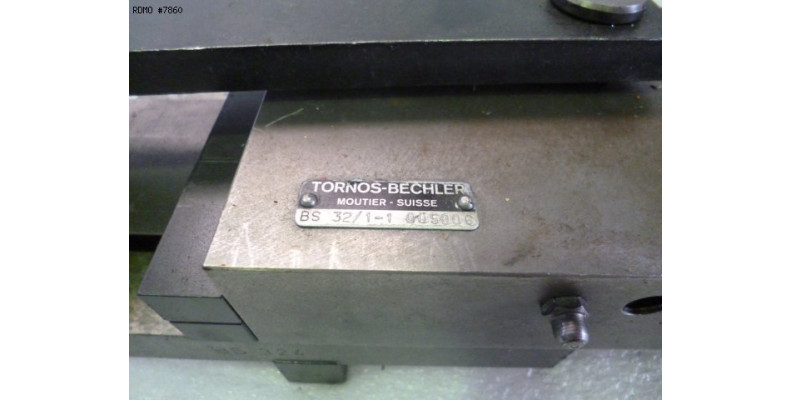 RDMO #7860
TORNOS-BECHLER
MOUTIER - SUISSE
BS 32/1-1